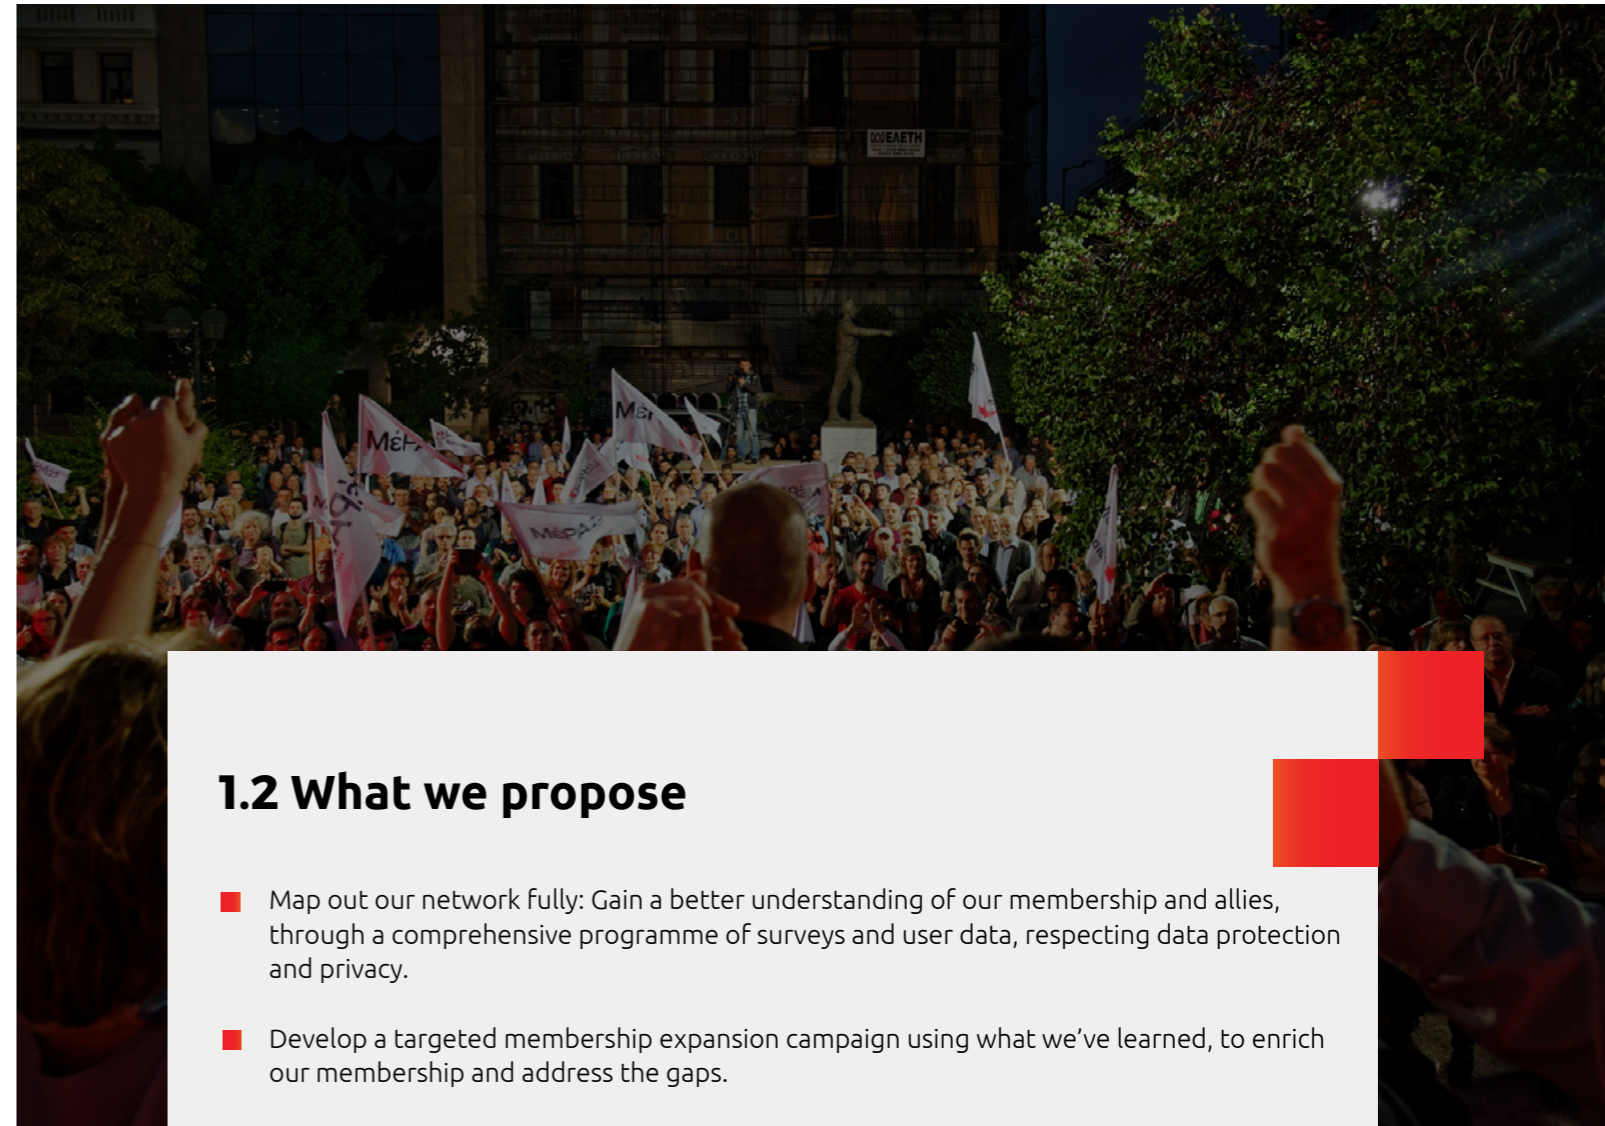 ΜΕΛΕΤΗ
ΜέΡΑ
1.2 What we propose
Map out our network fully: Gain a better understanding of our membership and allies,
through a comprehensive programme of surveys and user data, respecting data protection
and privacy.
Develop a targeted membership expansion campaign using what we’ve learned, to enrich
our membership and address the gaps.